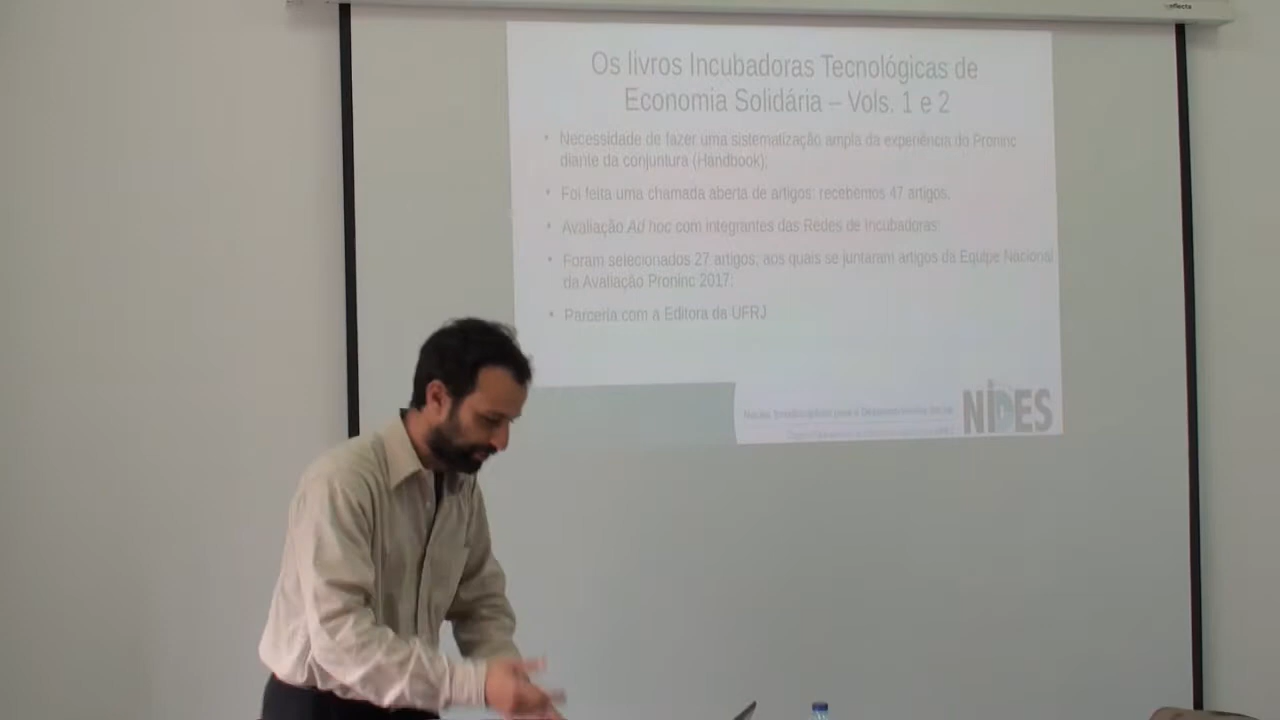 reflecta
Os livros Incubadoras Tecnológicas de
Economia Solidária – Vols. 1 e 2
• Necessidade de fazer uma sistematização ampla da experiência do Proninc
diante da conjuntura (Handbook);
• Foi feita uma chamada aberta de artigos: recebemos 47 artigos.
• Avaliação Ad hoc com integrantes das Redes de Incubadoras;
• Foram selecionados 27 artigos, aos quais se juntaram artigos da Equipe Nacional
da Avaliação Proninc 2017;
• Parceria com a Editora da UFRJ
NIDES